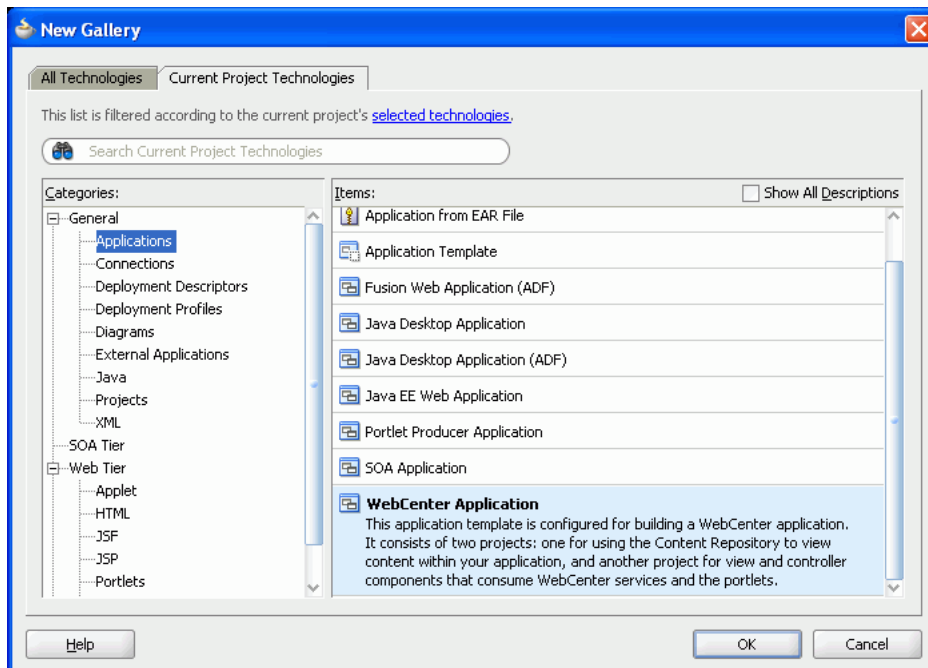 New Gallery
All Technologies
Current Project Technologies
This list is filtered according to the current project's selected technologies.
Search Current Project Technologies
Categories:
General
Applications
Connections
Deployment Descriptors
Deployment Profiles
Diagrams
External Applications
Java
Projects
XML
SOA Tier
Web Tier
Applet
HTML
JSF
JSP
Portlets
Items:
Show All Descriptions
Application from EAR File
Application Template
Fusion Web Application (ADF)
Java Desktop Application
Java Desktop Application (ADF)
Java EE Web Application
Portlet Producer Application
SOA Application
WebCenter Application
This application template is configured for building a WebCenter application.
It consists of two projects: one for using the Content Repository to view
content within your application, and another project for view and controller
components that consume WebCenter services and the portlets.
Help
OK
Cancel